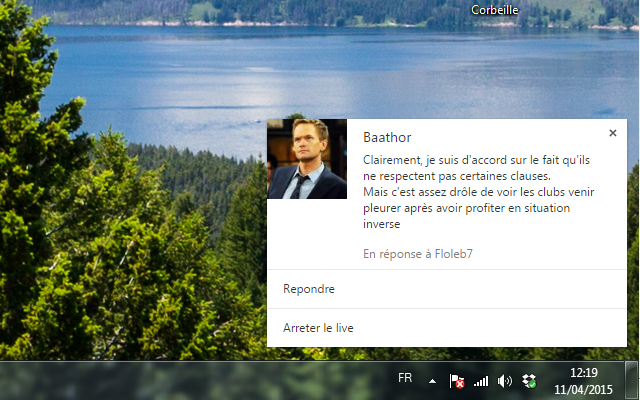 Corbeille
Baathor
Clairement, je suis d'accord sur le fait qu'ils
ne respectent pas certaines clauses.
Mais c'est assez drôle de voir les clubs venir
pleurer après avoir profiter en situation
inverse
En réponse à Floleb7
Repondre
Arreter le live
FR
12:19
11/04/2015